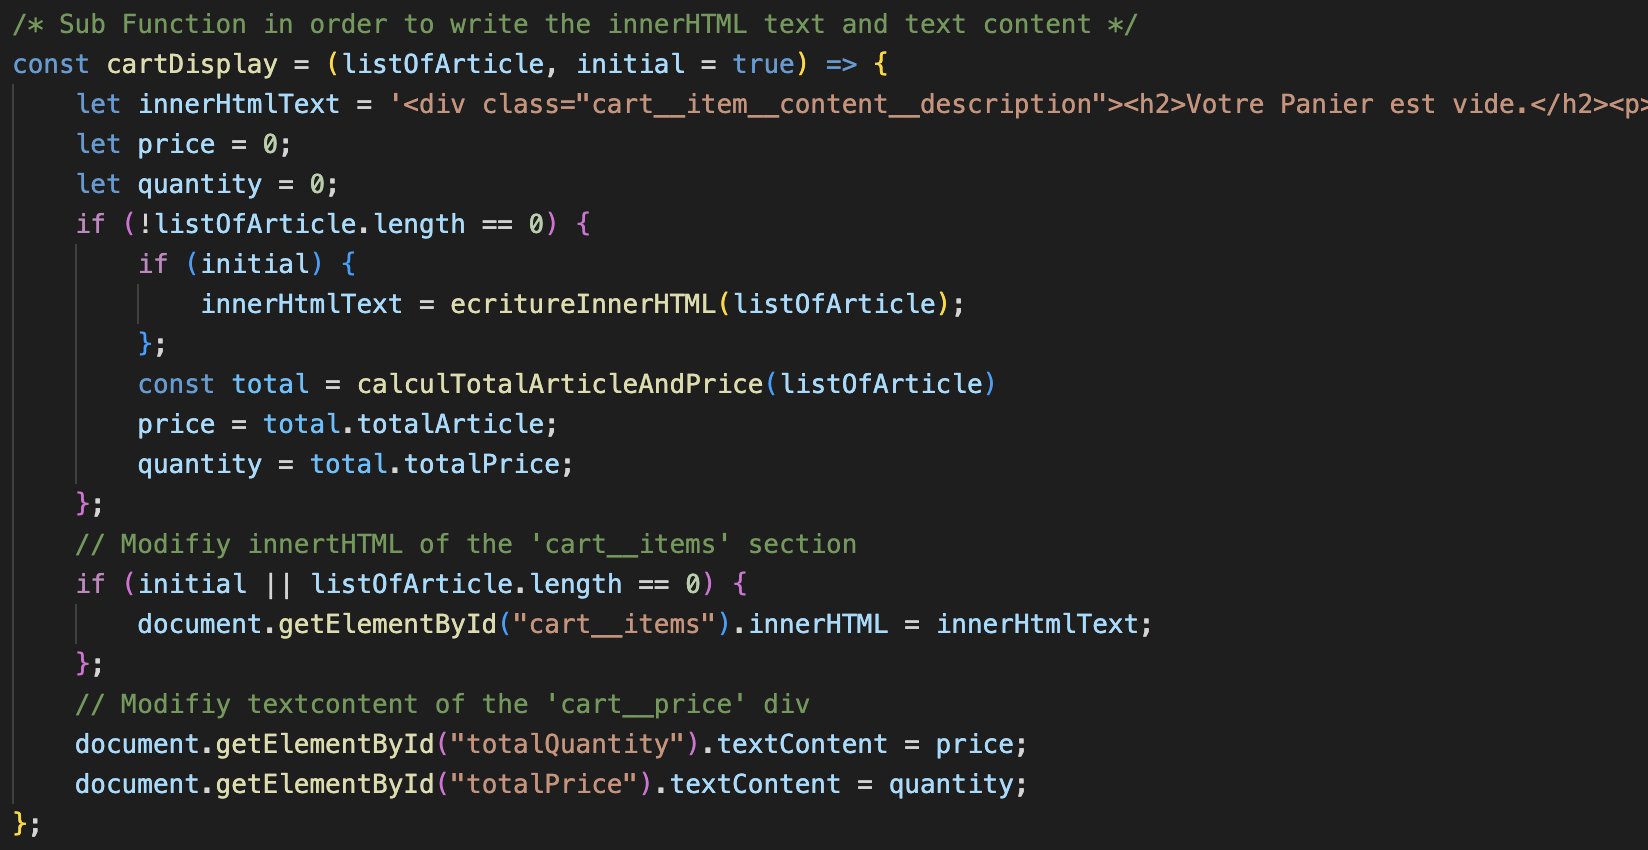 /* Sub Function in order to write the innerHTML text and text content */
const cartDisplay = (listOfArticle, initial = true) => {
    let innerHtmlText = '<div class="cart__item__content__description"><h2>Votre Panier est vide.</h2><p>
    let price = 0;
    let quantity = 0;
    if (!listOfArticle.length == 0) {
        if (initial) {
            innerHtmlText = ecritureInnerHTML(listOfArticle);
        };
        const total = calculTotalArticleAndPrice(listOfArticle)
        price = total.totalArticle;
        quantity = total.totalPrice;
    };
    // Modifiy innertHTML of the 'cart__items' section
    if (initial || listOfArticle.length == 0) {
        document.getElementById("cart__items").innerHTML = innerHtmlText;
    };
    // Modifiy textcontent of the 'cart__price' div
    document.getElementById("totalQuantity").textContent = price;
    document.getElementById("totalPrice").textContent = quantity;
};